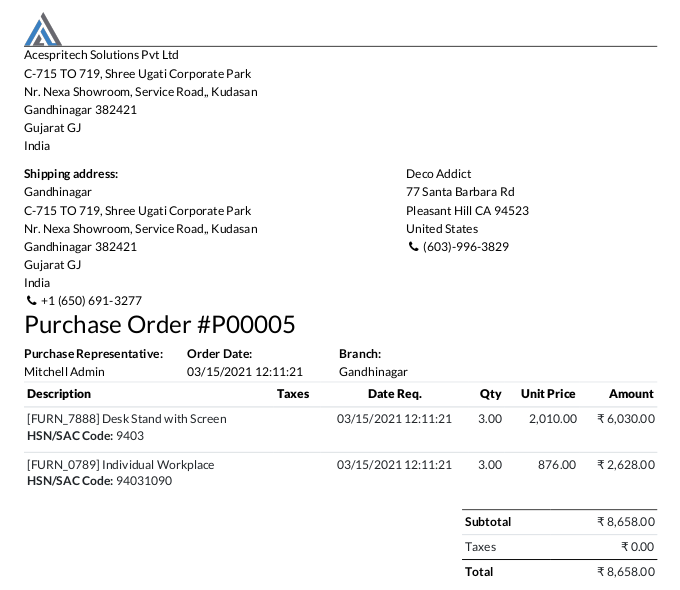 Acespritech Solutions Pvt Ltd
C-715 TO 719, Shree Ugati Corporate Park
Nr. Nexa Showroom, Service Road,, Kudasan
Gandhinagar 382421
Gujarat GJ
India
Shipping address:
Gandhinagar
C-715 TO 719, Shree Ugati Corporate Park
Nr. Nexa Showroom, Service Road,, Kudasan
Gandhinagar 382421
Gujarat GJ
India
+1 (650) 691-3277
Deco Addict
77 Santa Barbara Rd
Pleasant Hill CA 94523
United States
(603)-996-3829
Purchase Order #P00005
Purchase Representative: Order Date: Branch:
Mitchell Admin 03/15/2021 12:11:21 Gandhinagar
Description Taxes Date Req. Qty Unit Price Amount
[FURN_7888] Desk Stand with Screen 03/15/2021 12:11:21 3.00 2,010.00 ₹ 6,030.00
HSN/SAC Code: 9403
[FURN_0789] Individual Workplace 03/15/2021 12:11:21 3.00 876.00 ₹ 2,628.00
HSN/SAC Code: 94031090
Subtotal ₹ 8,658.00
Taxes ₹ 0.00
Total ₹ 8,658.00